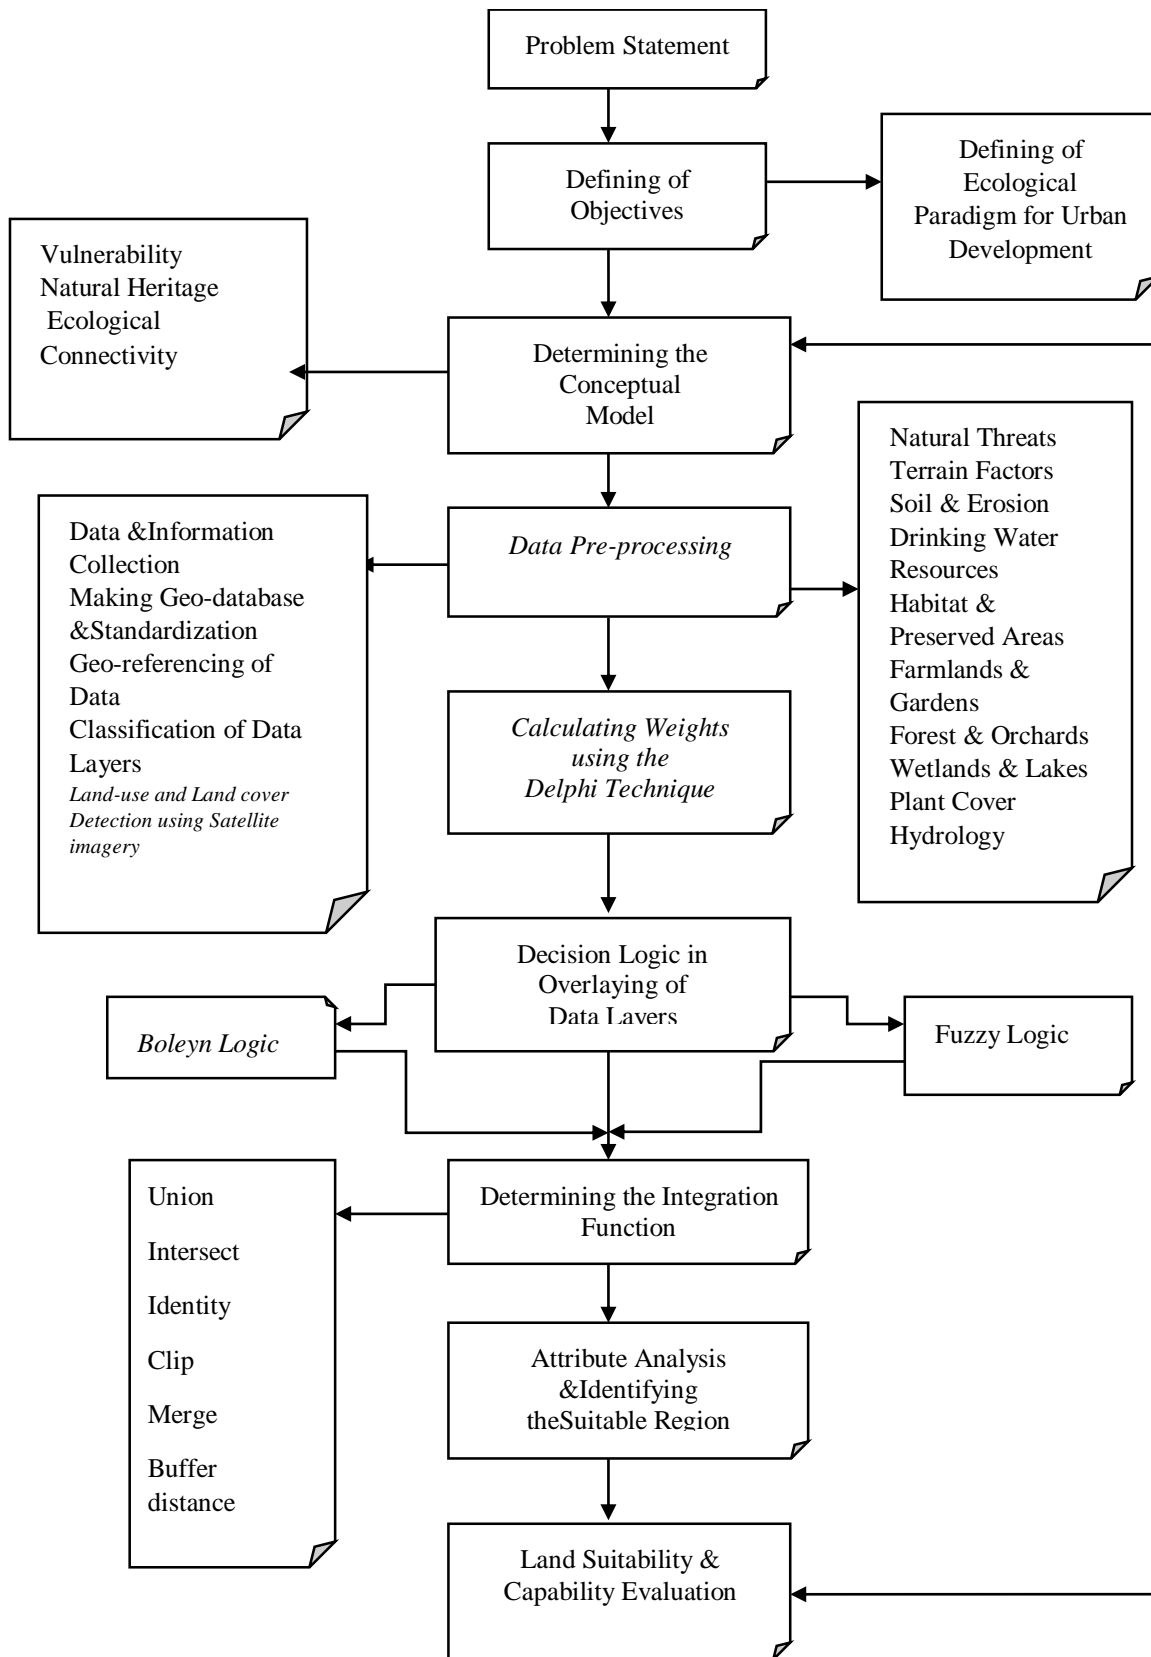 Problem Statement
Defining of
Objectives
Defining of
Ecological
Paradigm for Urban
Development
Vulnerability
Natural Heritage
Ecological
Connectivity
Determining the
Conceptual
Model
Natural Threats
Terrain Factors
Soil & Erosion
Drinking Water
Resources
Habitat &
Preserved Areas
Farmlands &
Gardens
Forest & Orchards
Wetlands & Lakes
Plant Cover
Hydrology
Data &Information
Collection
Making Geo-database
&Standardization
Geo-referencing of
Data
Classification of Data
Layers
Land-use and Land cover
Detection using Satellite
imagery
Data Pre-processing
Calculating Weights
using the
Delphi Technique
Decision Logic in
Overlaying of
Data Layers
Boleyn Logic
Fuzzy Logic
Union
Intersect
Identity
Clip
Merge
Buffer
distance
Determining the Integration
Function
Attribute Analysis
&Identifying
theSuitable Region
Land Suitability &
Capability Evaluation